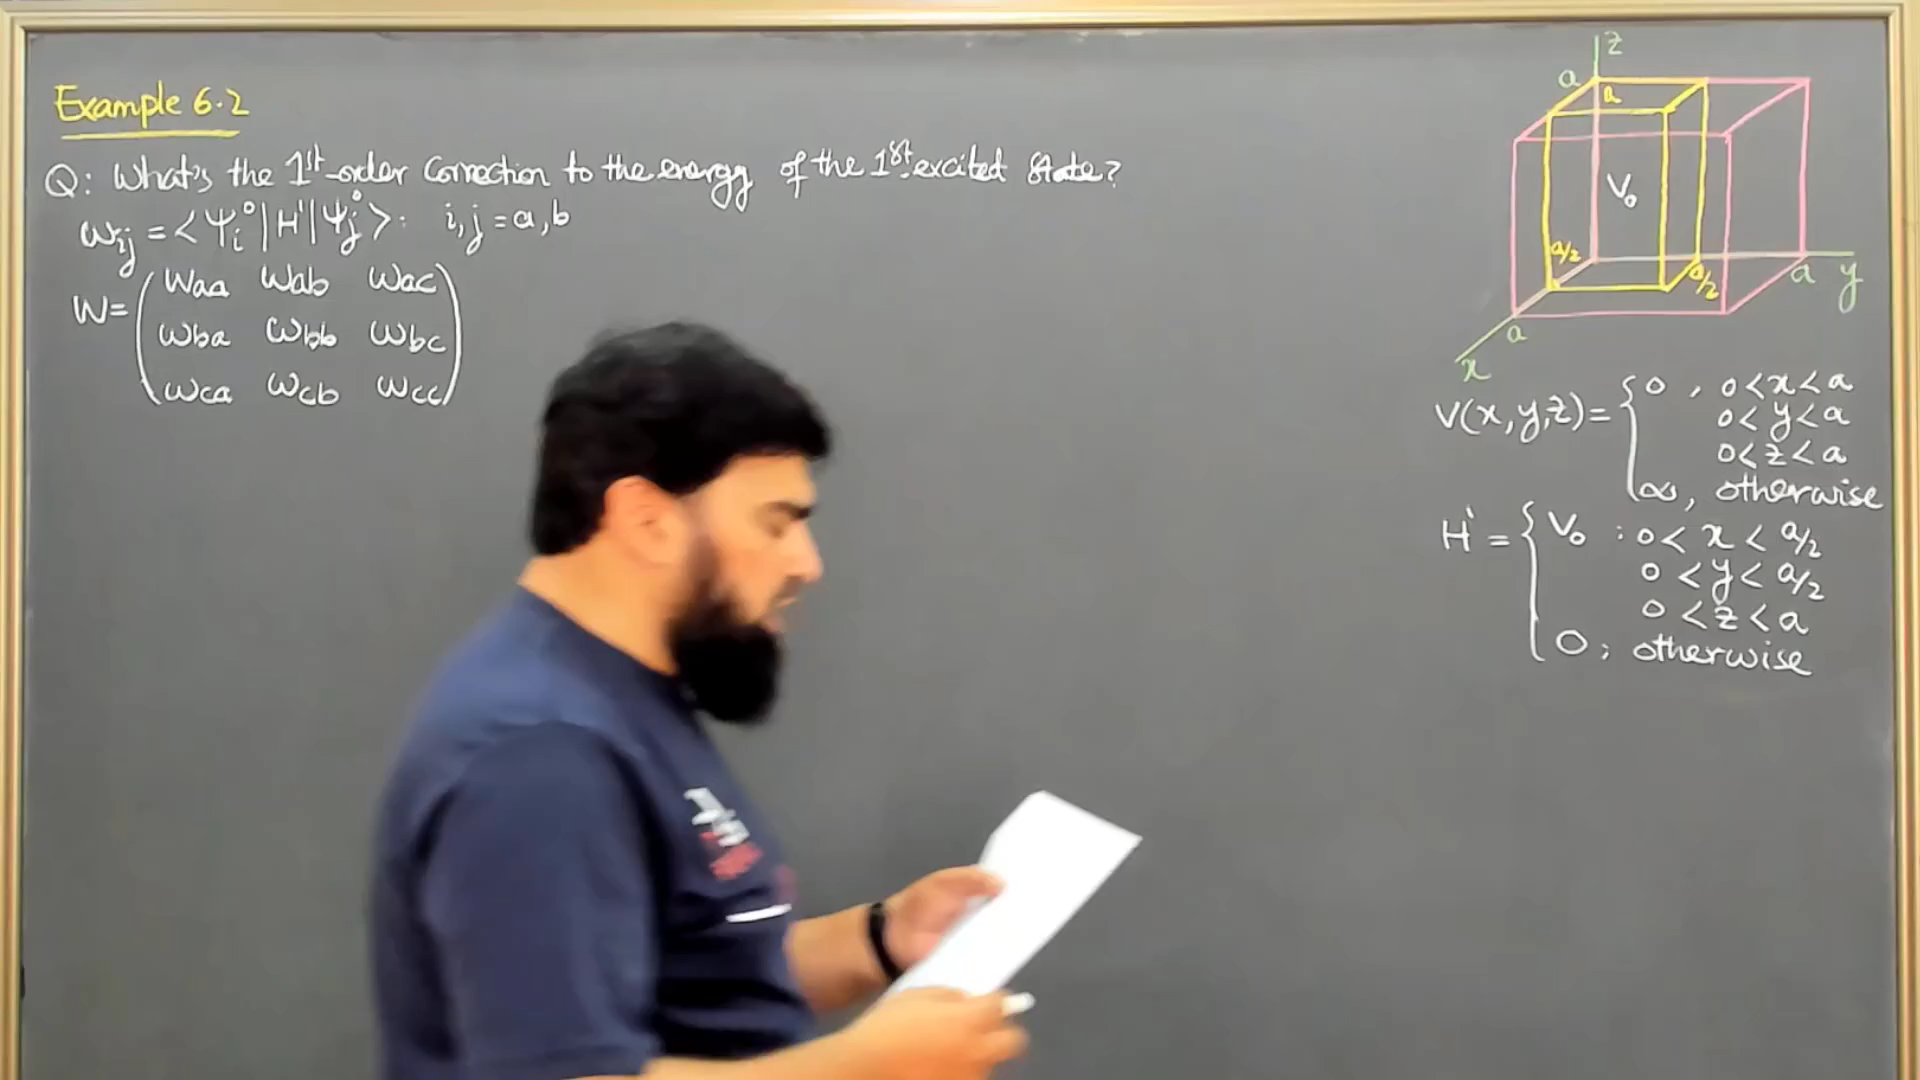 Example 6.2
Q: What's the 1st-order Correction to the energy of the 1st excited State?
Wij = < Ψi° | H' | Ψj° > : i, j = a, b
W = ( Waa Wab Wac
Wba Wbb Wbc
Wca Wcb Wcc )
z
a
a
V₀
a/2
a/2
a
y
a
x
V(x, y, z) = { 0 , 0 < x < a
0 < y < a
0 < z < a
∞, otherwise
H' = { V₀ : 0 < x < a/2
0 < y < a/2
0 < z < a
0 ; otherwise